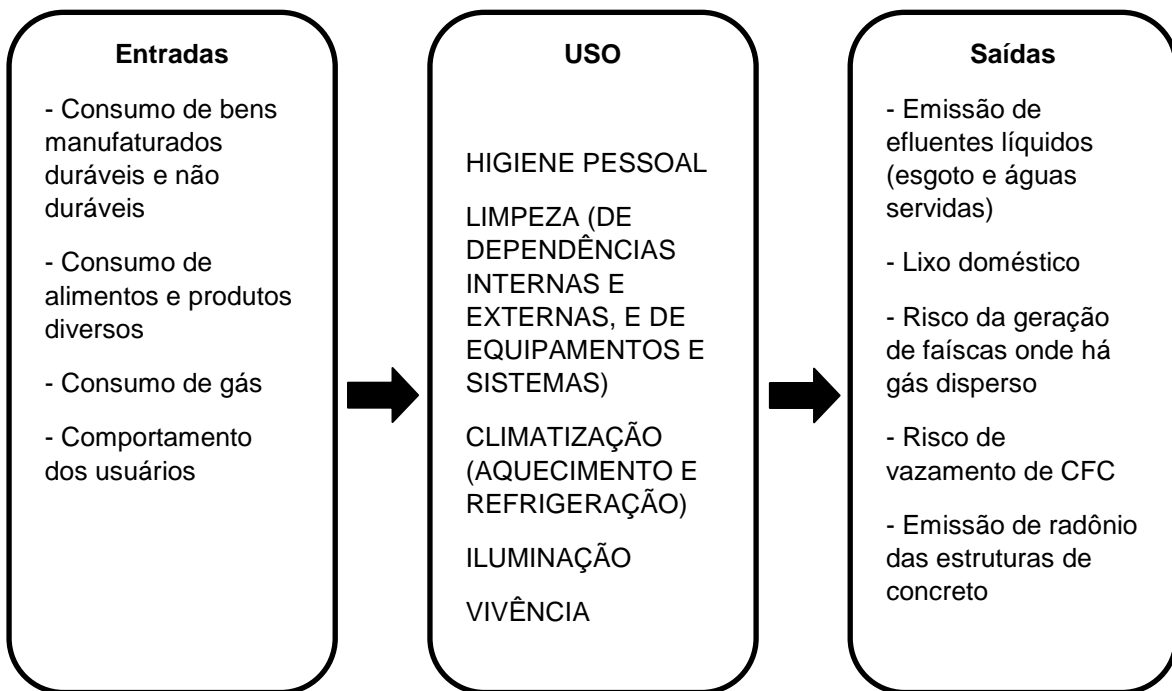 Entradas
- Consumo de bens
manufaturados
duráveis e não
duráveis
- Consumo de
alimentos e produtos
diversos
- Consumo de gás
- Comportamento
dos usuários
USO
HIGIENE PESSOAL
LIMPEZA (DE
DEPENDÊNCIAS
INTERNAS E
EXTERNAS, E DE
EQUIPAMENTOS E
SISTEMAS)
CLIMATIZAÇÃO
(AQUECIMENTO E
REFRIGERAÇÃO)
ILUMINAÇÃO
VIVÊNCIA
Saídas
- Emissão de
efluentes líquidos
(esgoto e águas
servidas)
- Lixo doméstico
- Risco da geração
de faíscas onde há
gás disperso
- Risco de
vazamento de CFC
- Emissão de radônio
das estruturas de
concreto